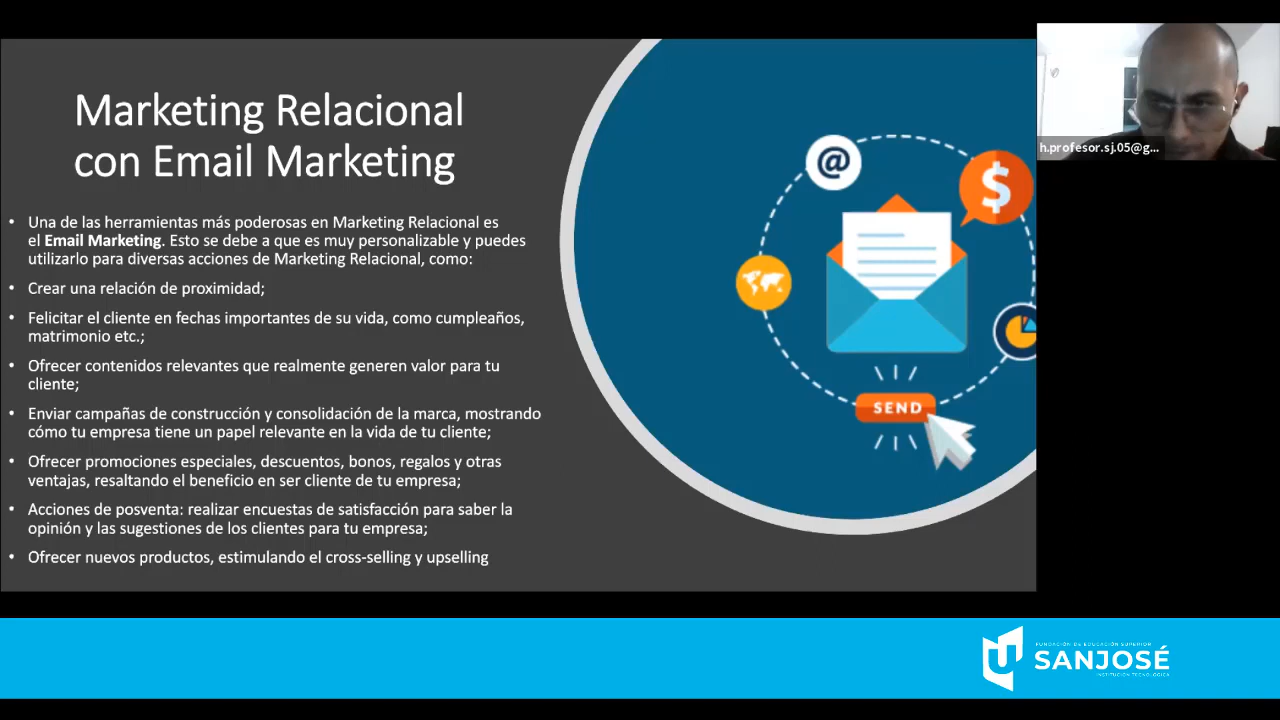 Marketing Relacional
con Email Marketing
• Una de las herramientas más poderosas en Marketing Relacional es
el Email Marketing. Esto se debe a que es muy personalizable y puedes
utilizarlo para diversas acciones de Marketing Relacional, como:
• Crear una relación de proximidad;
• Felicitar el cliente en fechas importantes de su vida, como cumpleaños,
matrimonio etc.;
• Ofrecer contenidos relevantes que realmente generen valor para tu
cliente;
• Enviar campañas de construcción y consolidación de la marca, mostrando
cómo tu empresa tiene un papel relevante en la vida de tu cliente;
• Ofrecer promociones especiales, descuentos, bonos, regalos y otras
ventajas, resaltando el beneficio en ser cliente de tu empresa;
• Acciones de posventa: realizar encuestas de satisfacción para saber la
opinión y las sugestiones de los clientes para tu empresa;
• Ofrecer nuevos productos, estimulando el cross-selling y upselling
@
$
SEND
h.profesor.sj.05@g...
FUNDACIÓN DE EDUCACIÓN SUPERIOR
SANJOSÉ
INSTITUCIÓN TECNOLÓGICA